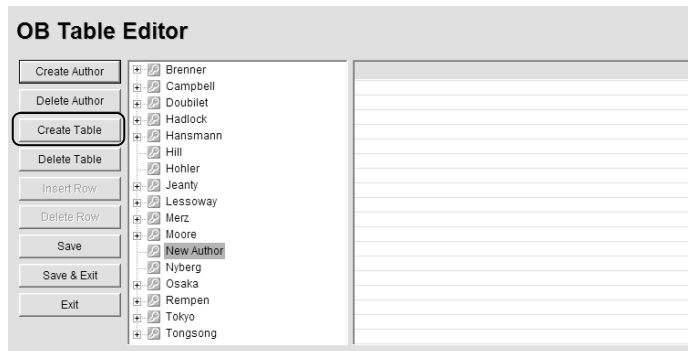 OB Table Editor
Create Author
Delete Author
Create Table
Delete Table
Insert Row
Delete Row
Save
Save & Exit
Exit
Brenner
Campbell
Doubilet
Hadlock
Hansmann
Hill
Hohler
Jeanty
Lessoway
Merz
Moore
New Author
Nyberg
Osaka
Rempen
Tokyo
Tongsong